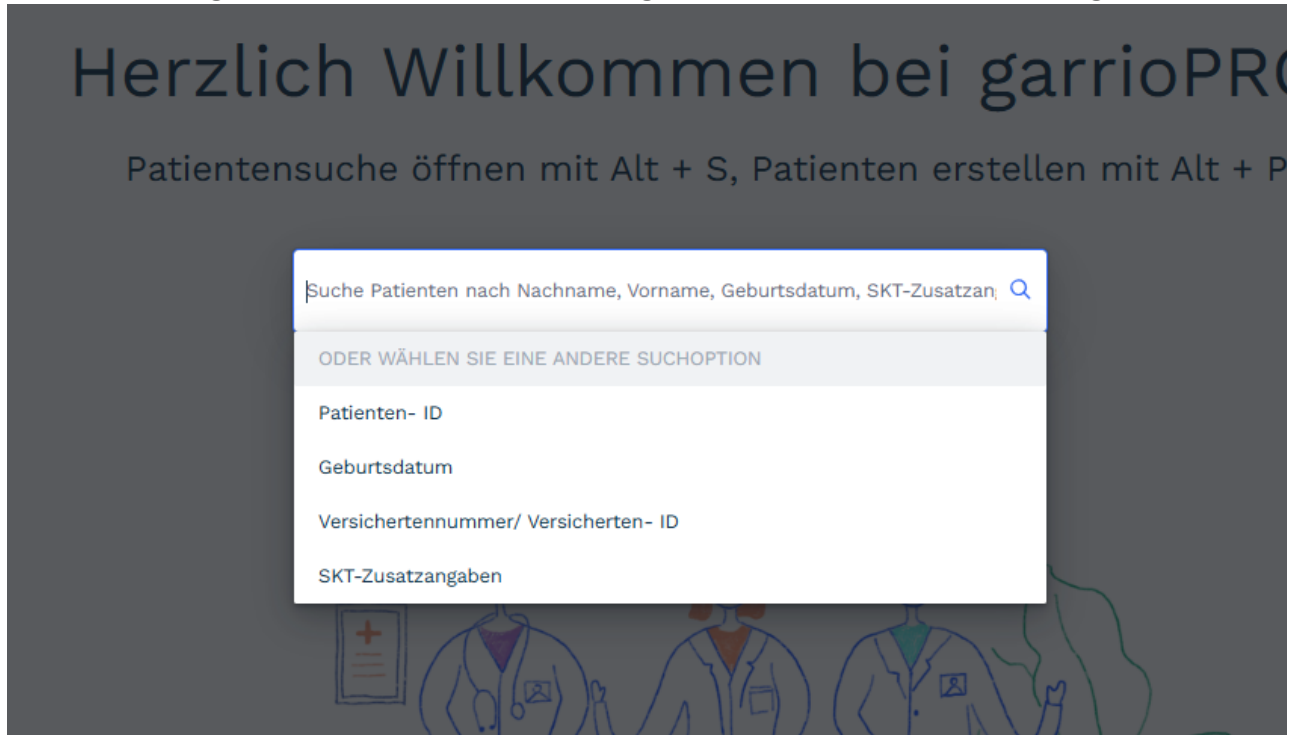 Herzlich Willkommen bei garrioPRO
Patientensuche öffnen mit Alt + S, Patienten erstellen mit Alt + P
Suche Patienten nach Nachname, Vorname, Geburtsdatum, SKT-Zusatzan
ODER WÄHLEN SIE EINE ANDERE SUCHOPTION
Patienten- ID
Geburtsdatum
Versichertennummer/ Versicherten- ID
SKT-Zusatzangaben